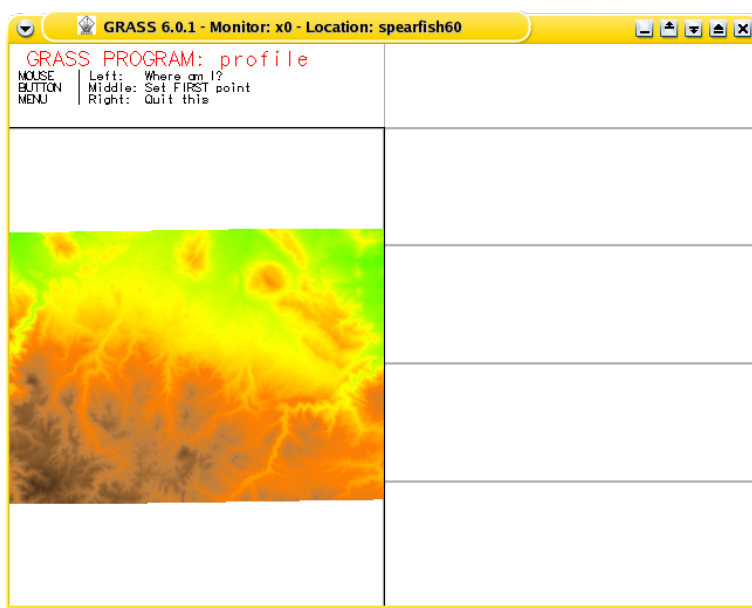 GRASS 6.0.1 - Monitor: x0 - Location: spearfish60
GRASS PROGRAM: profile
MOUSE | Left: Where am I?
BUTTON | Middle: Set FIRST point
MENU | Right: Quit this